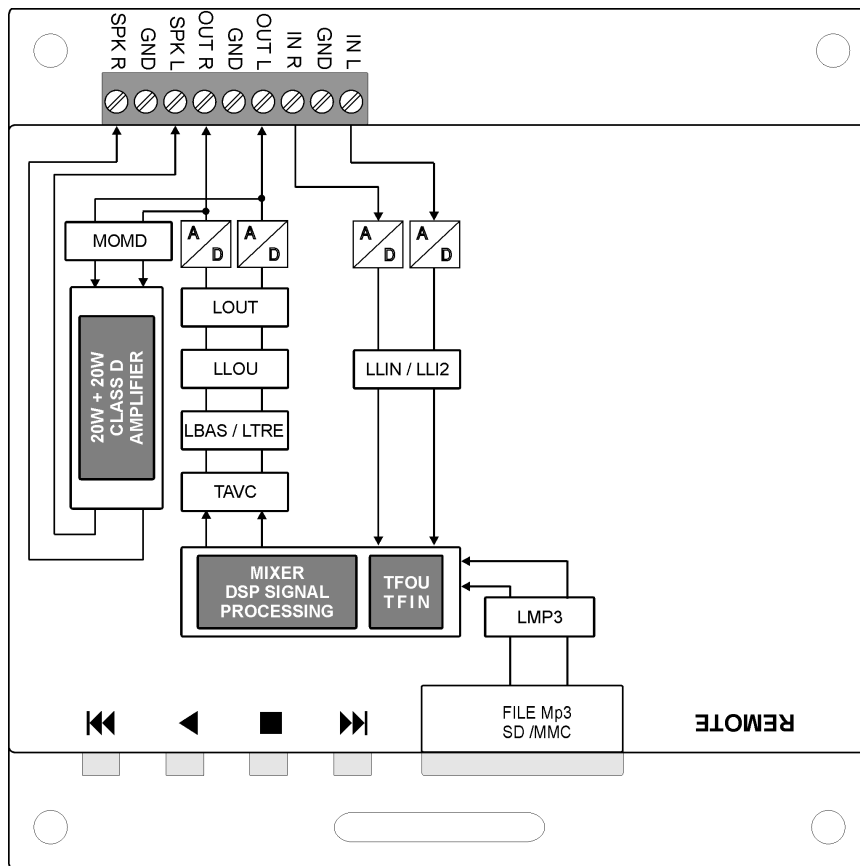 SPK R
GND
SPK L
OUT R
GND
OUT L
IN R
GND
IN L
MOMD
A
D
A
D
A
D
A
D
LOUT
20W + 20W
CLASS D
AMPLIFIER
LLOU
LLIN / LLI2
LBAS / LTRE
TAVC
MIXER
DSP SIGNAL
PROCESSING
TFOU
TFIN
LMP3
FILE Mp3
SD /MMC
REMOTE